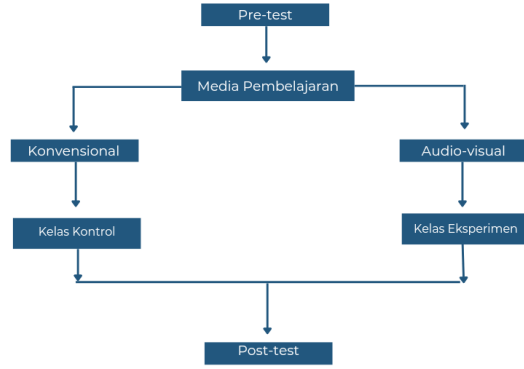 Pre-test
Media Pembelajaran
Konvensional
Audio-visual
Kelas Kontrol
Kelas Eksperimen
Post-test